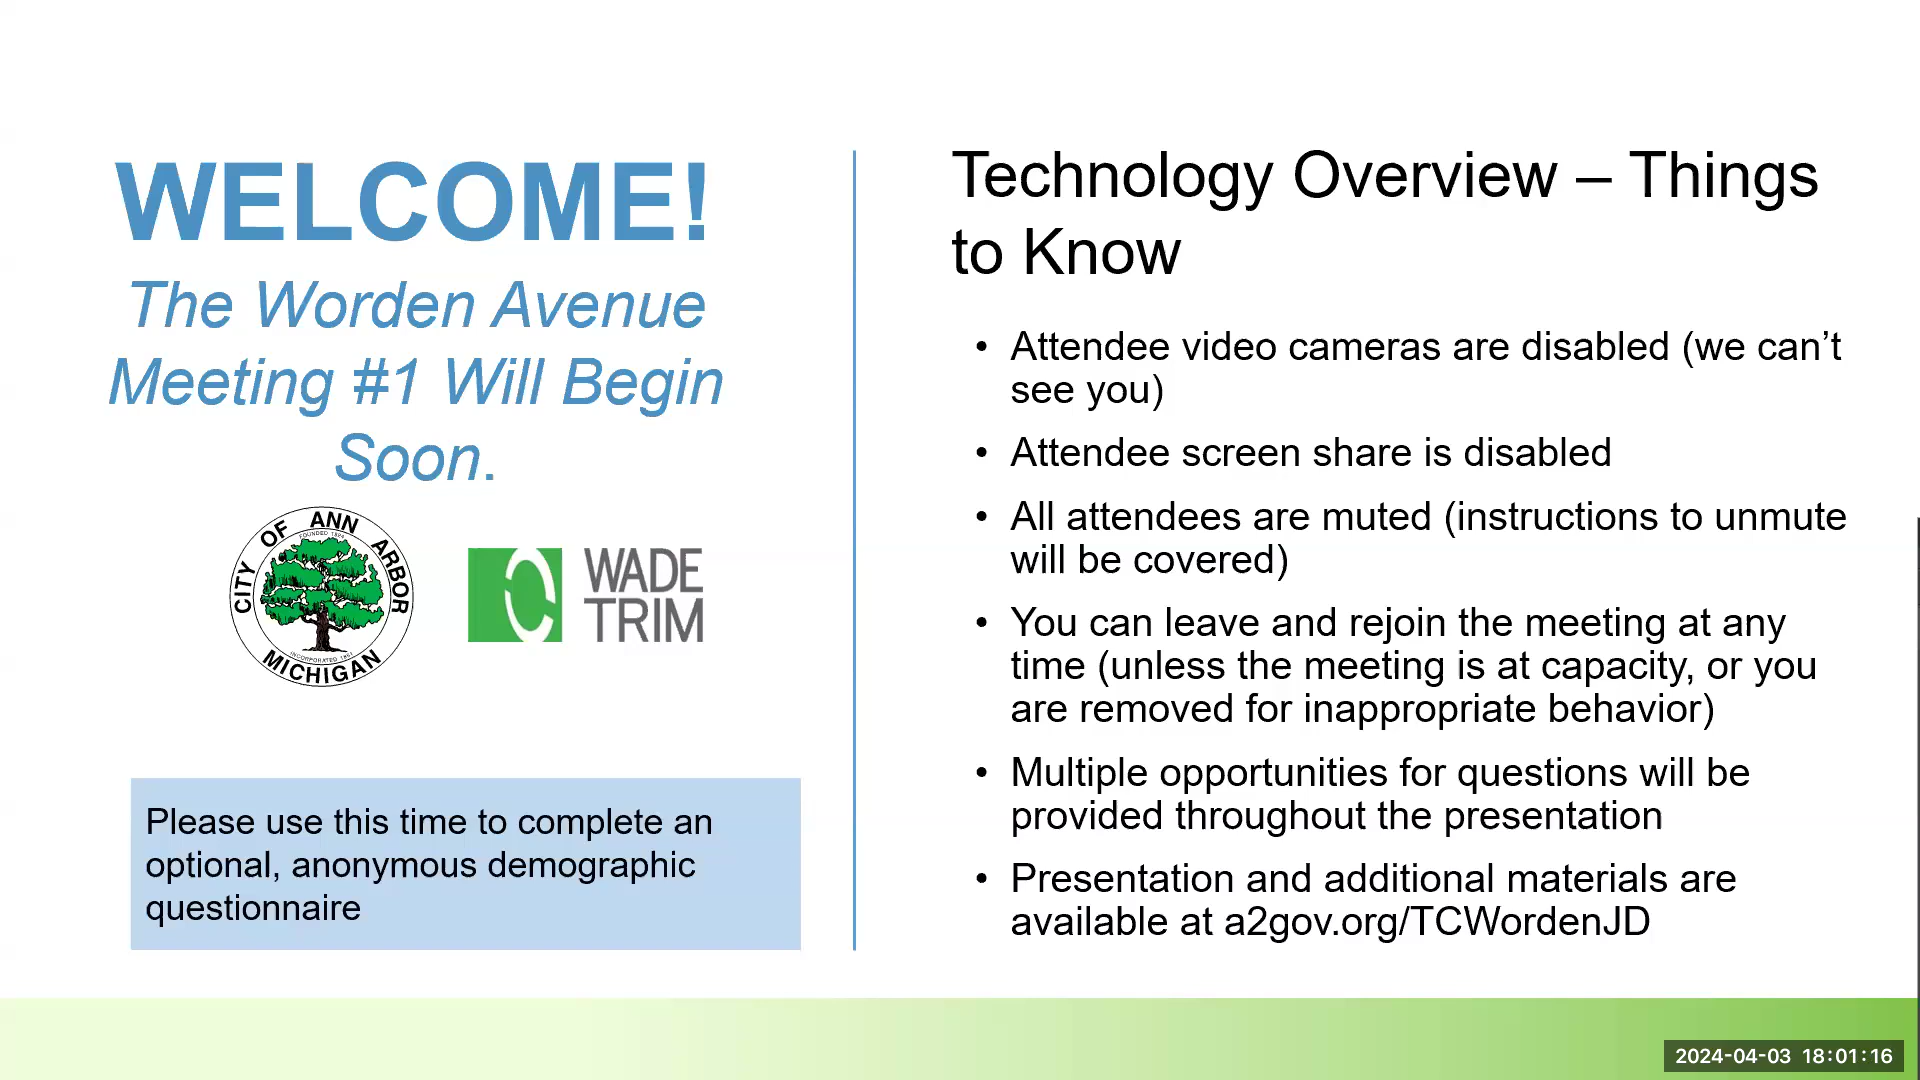 WELCOME!
The Worden Avenue
Meeting #1 Will Begin
Soon.
CITY OF ANN ARBOR
FOUNDED 1824
INCORPORATED 1851
MICHIGAN
WADE
TRIM
Please use this time to complete an
optional, anonymous demographic
questionnaire
Technology Overview – Things
to Know
• Attendee video cameras are disabled (we can’t
see you)
• Attendee screen share is disabled
• All attendees are muted (instructions to unmute
will be covered)
• You can leave and rejoin the meeting at any
time (unless the meeting is at capacity, or you
are removed for inappropriate behavior)
• Multiple opportunities for questions will be
provided throughout the presentation
• Presentation and additional materials are
available at a2gov.org/TCWordenJD
2024-04-03 18:01:16